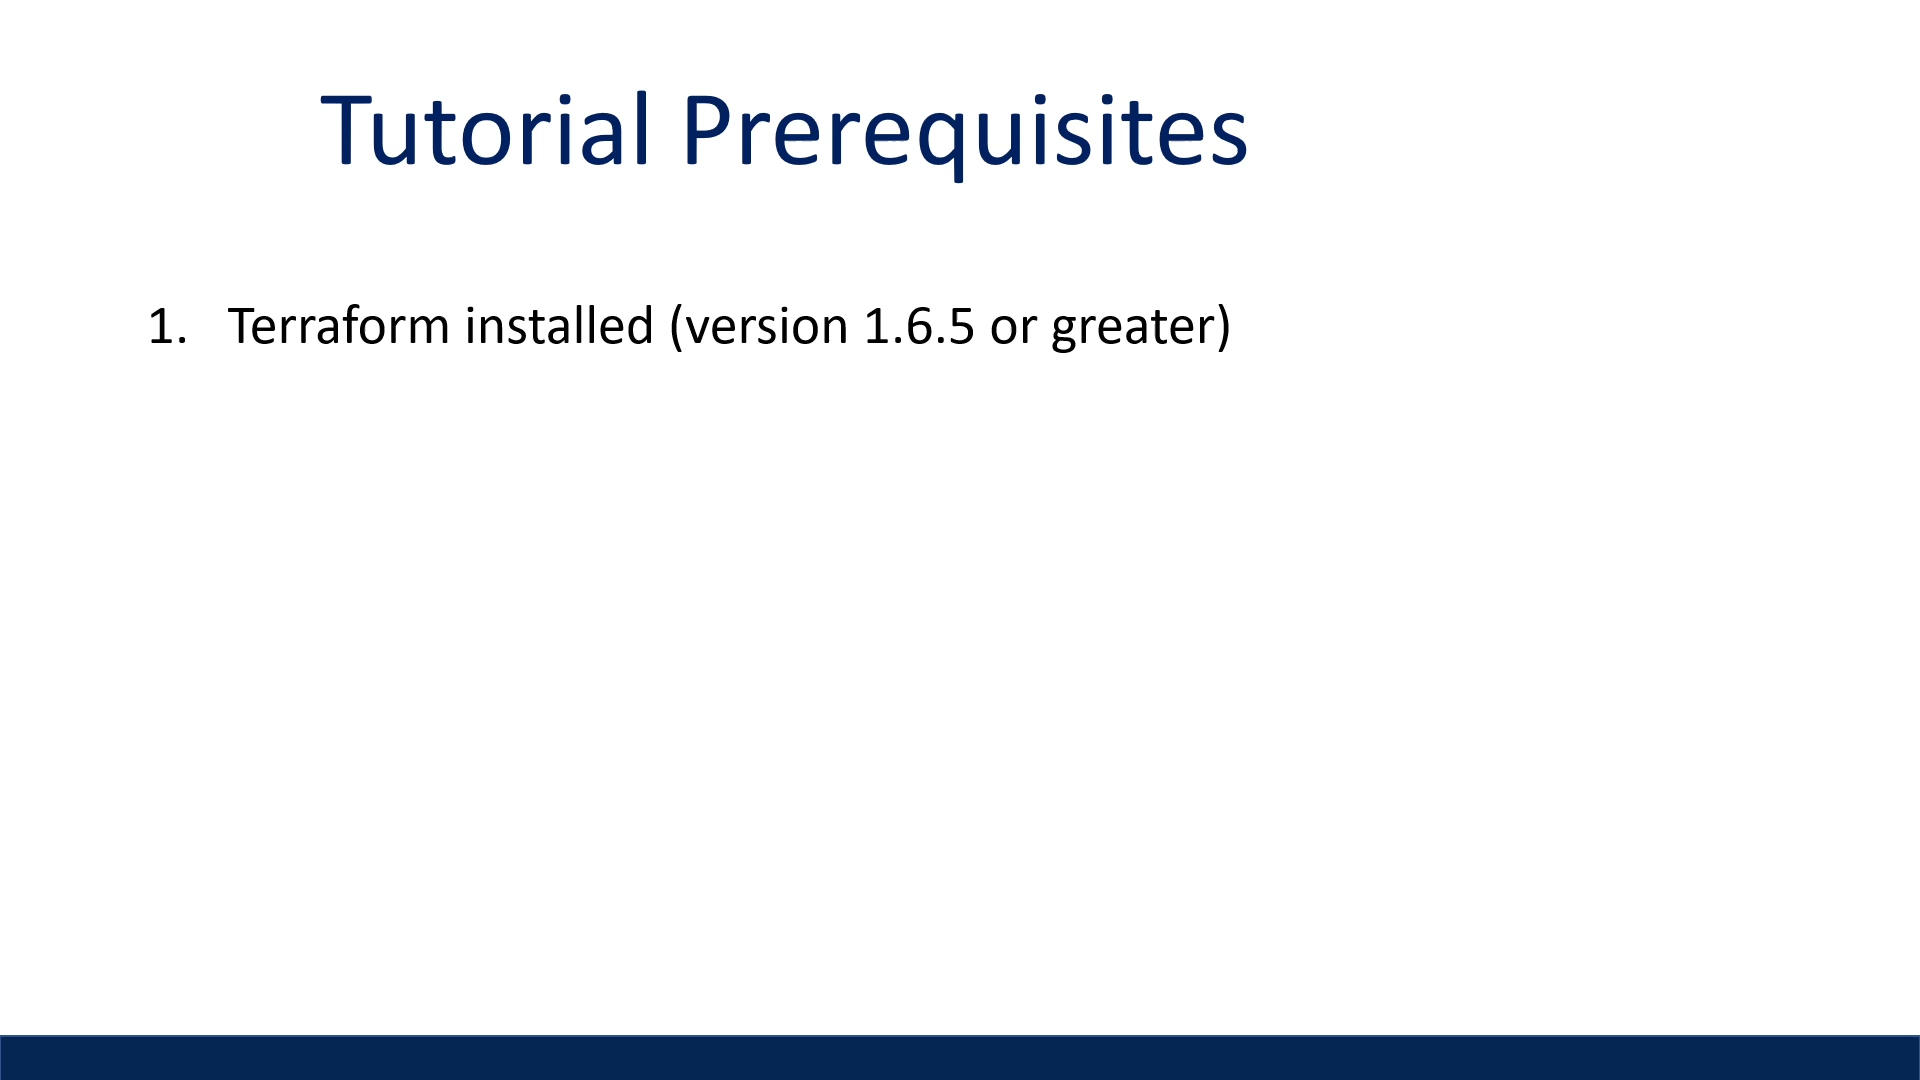 Tutorial Prerequisites
1. Terraform installed (version 1.6.5 or greater)